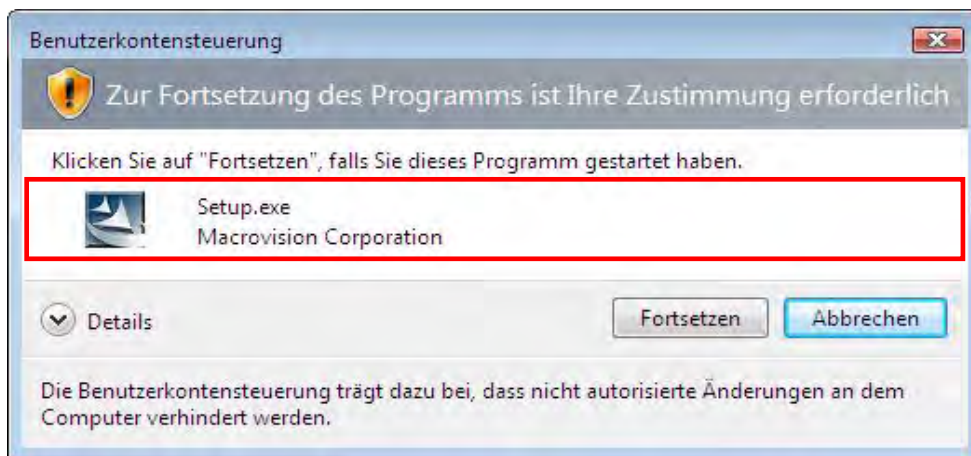 Benutzerkontensteuerung
Zur Fortsetzung des Programms ist Ihre Zustimmung erforderlich
Klicken Sie auf "Fortsetzen", falls Sie dieses Programm gestartet haben.
Setup.exe
Macrovision Corporation
Details
Fortsetzen
Abbrechen
Die Benutzerkontensteuerung trägt dazu bei, dass nicht autorisierte Änderungen an dem
Computer verhindert werden.